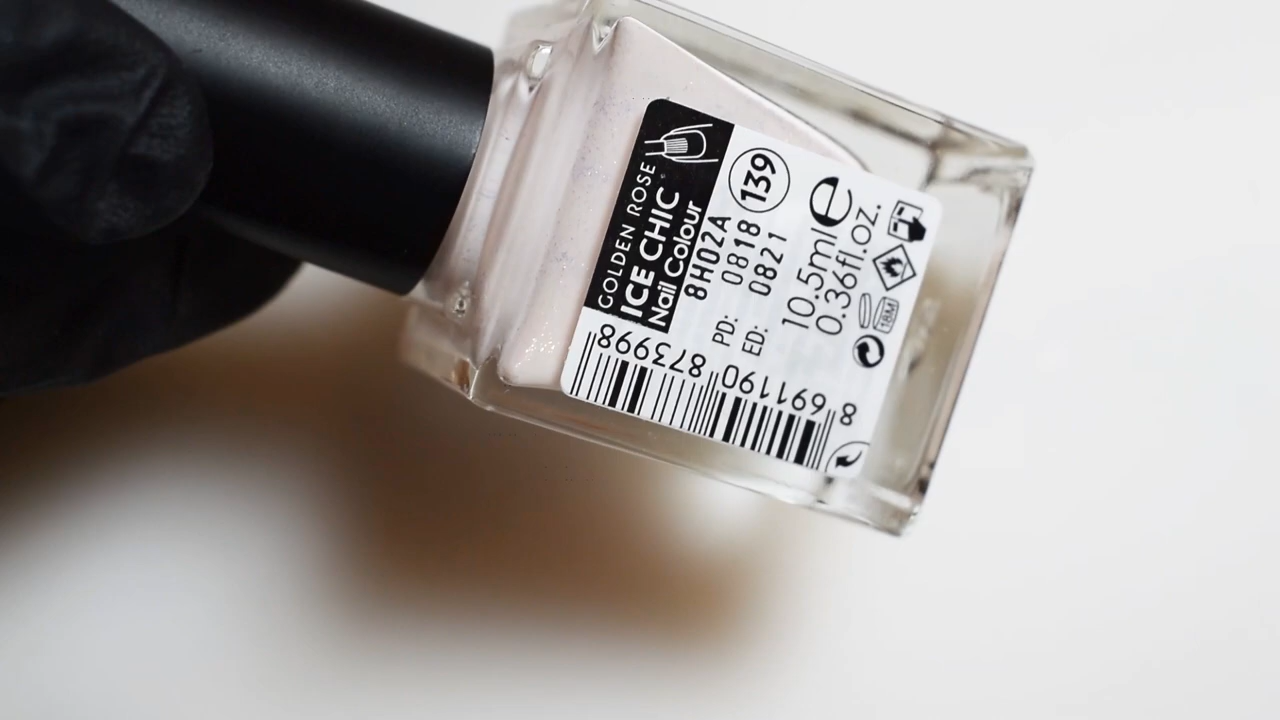 GOLDEN ROSE
ICE CHIC
Nail Colour
139
8H02A
PD: 0818
ED: 0821
10.5ml e
0.36fl.oz.
18M
8 691190 873998